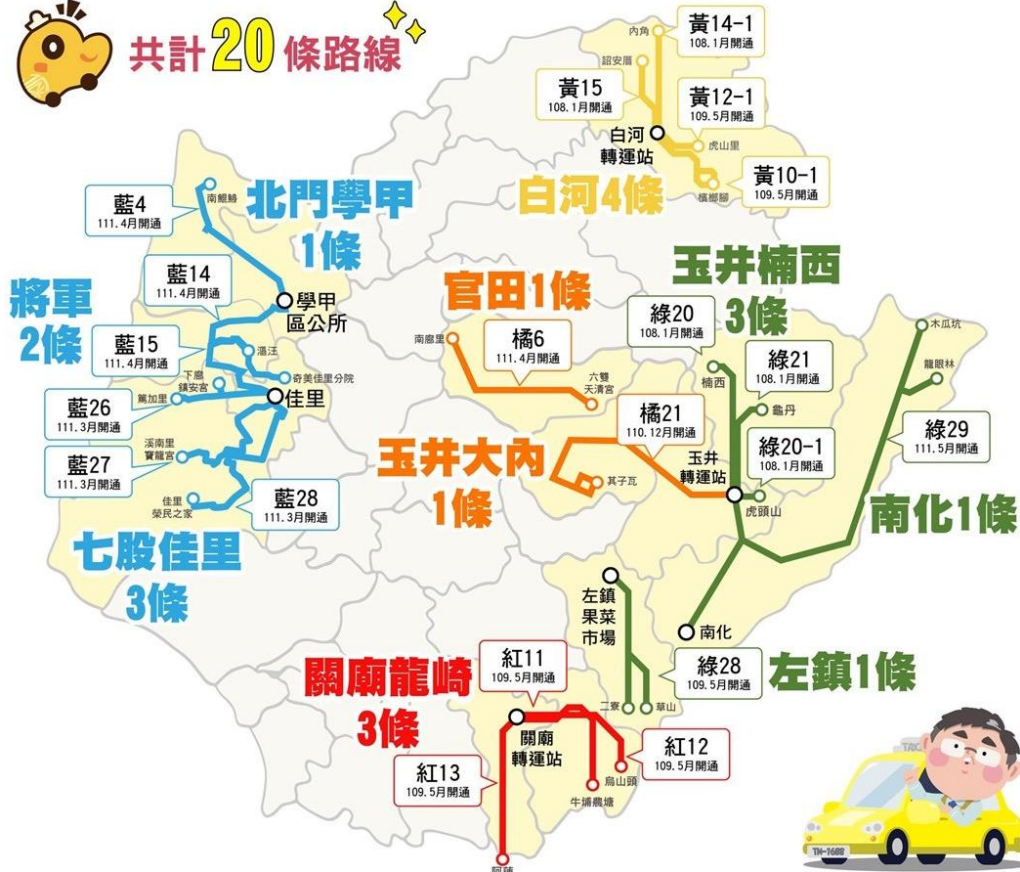 共計20條路線
內角
黃14-1
108.1月開通
詔安厝
黃15
108.1月開通
黃12-1
109.5月開通
白河
轉運站
虎山里
黃10-1
109.5月開通
檳榔腳
白河4條
藍4
111.4月開通
南鯤鯓
北門學甲
1條
藍14
111.4月開通
學甲
區公所
將軍
2條
藍15
111.4月開通
漚汪
下廍
鎮安宮
奇美佳里分院
篤加里
佳里
藍26
111.3月開通
溪南里
寶龍宮
藍27
111.3月開通
佳里
榮民之家
藍28
111.3月開通
七股佳里
3條
官田1條
南廍里
橘6
111.4月開通
六雙
天清宮
橘21
110.12月開通
玉井大內
1條
其子瓦
玉井楠西
3條
綠20
108.1月開通
楠西
綠21
108.1月開通
龜丹
綠20-1
108.1月開通
玉井
轉運站
虎頭山
木瓜坑
龍眼林
綠29
111.5月開通
南化1條
南化
左鎮
果菜
市場
綠28
109.5月開通
左鎮1條
二寮
草山
關廟龍崎
3條
紅11
109.5月開通
關廟
轉運站
紅12
109.5月開通
烏山頭
牛埔農塘
紅13
109.5月開通
阿蓮
TAXI
TN-1688